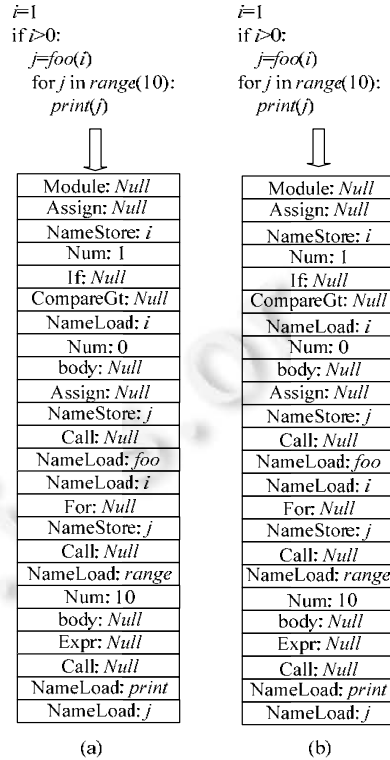 i=1
if i>0:
j=foo(i)
for j in range(10):
print(j)
Module: Null
Assign: Null
NameStore: i
Num: 1
If: Null
CompareGt: Null
NameLoad: i
Num: 0
body: Null
Assign: Null
NameStore: j
Call: Null
NameLoad: foo
NameLoad: i
For: Null
NameStore: j
Call: Null
NameLoad: range
Num: 10
body: Null
Expr: Null
Call: Null
NameLoad: print
NameLoad: j
(a)
i=1
if i>0:
j=foo(i)
for j in range(10):
print(j)
Module: Null
Assign: Null
NameStore: i
Num: 1
If: Null
CompareGt: Null
NameLoad: i
Num: 0
body: Null
Assign: Null
NameStore: j
Call: Null
NameLoad: foo
NameLoad: i
For: Null
NameStore: j
Call: Null
NameLoad: range
Num: 10
body: Null
Expr: Null
Call: Null
NameLoad: print
NameLoad: j
(b)